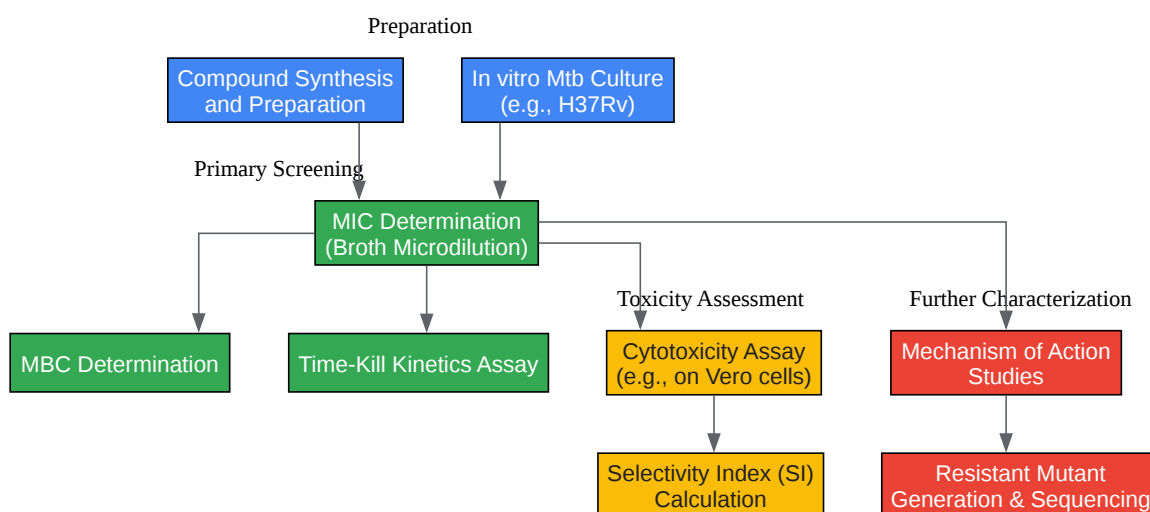 Preparation
Compound Synthesis
and Preparation
In vitro Mtb Culture
(e.g., H37Rv)
Primary Screening
MIC Determination
(Broth Microdilution)
Toxicity Assessment
Further Characterization
MBC Determination
Time-Kill Kinetics Assay
Cytotoxicity Assay
(e.g., on Vero cells)
Mechanism of Action
Studies
Selectivity Index (SI)
Calculation
Resistant Mutant
Generation & Sequencing